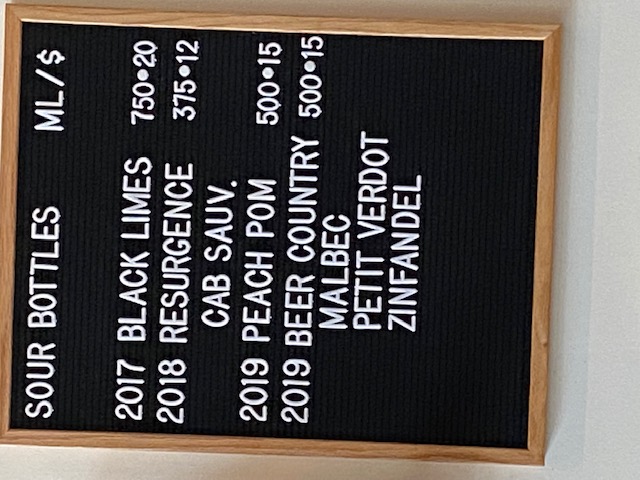 SOUR BOTTLES ML/$
2017 BLACK LIMES 750•20
2018 RESURGENCE 375•12
CAB SAUV.
2019 PEACH POM 500•15
2019 BEER COUNTRY 500•15
MALBEC
PETIT VERDOT
ZINFANDEL